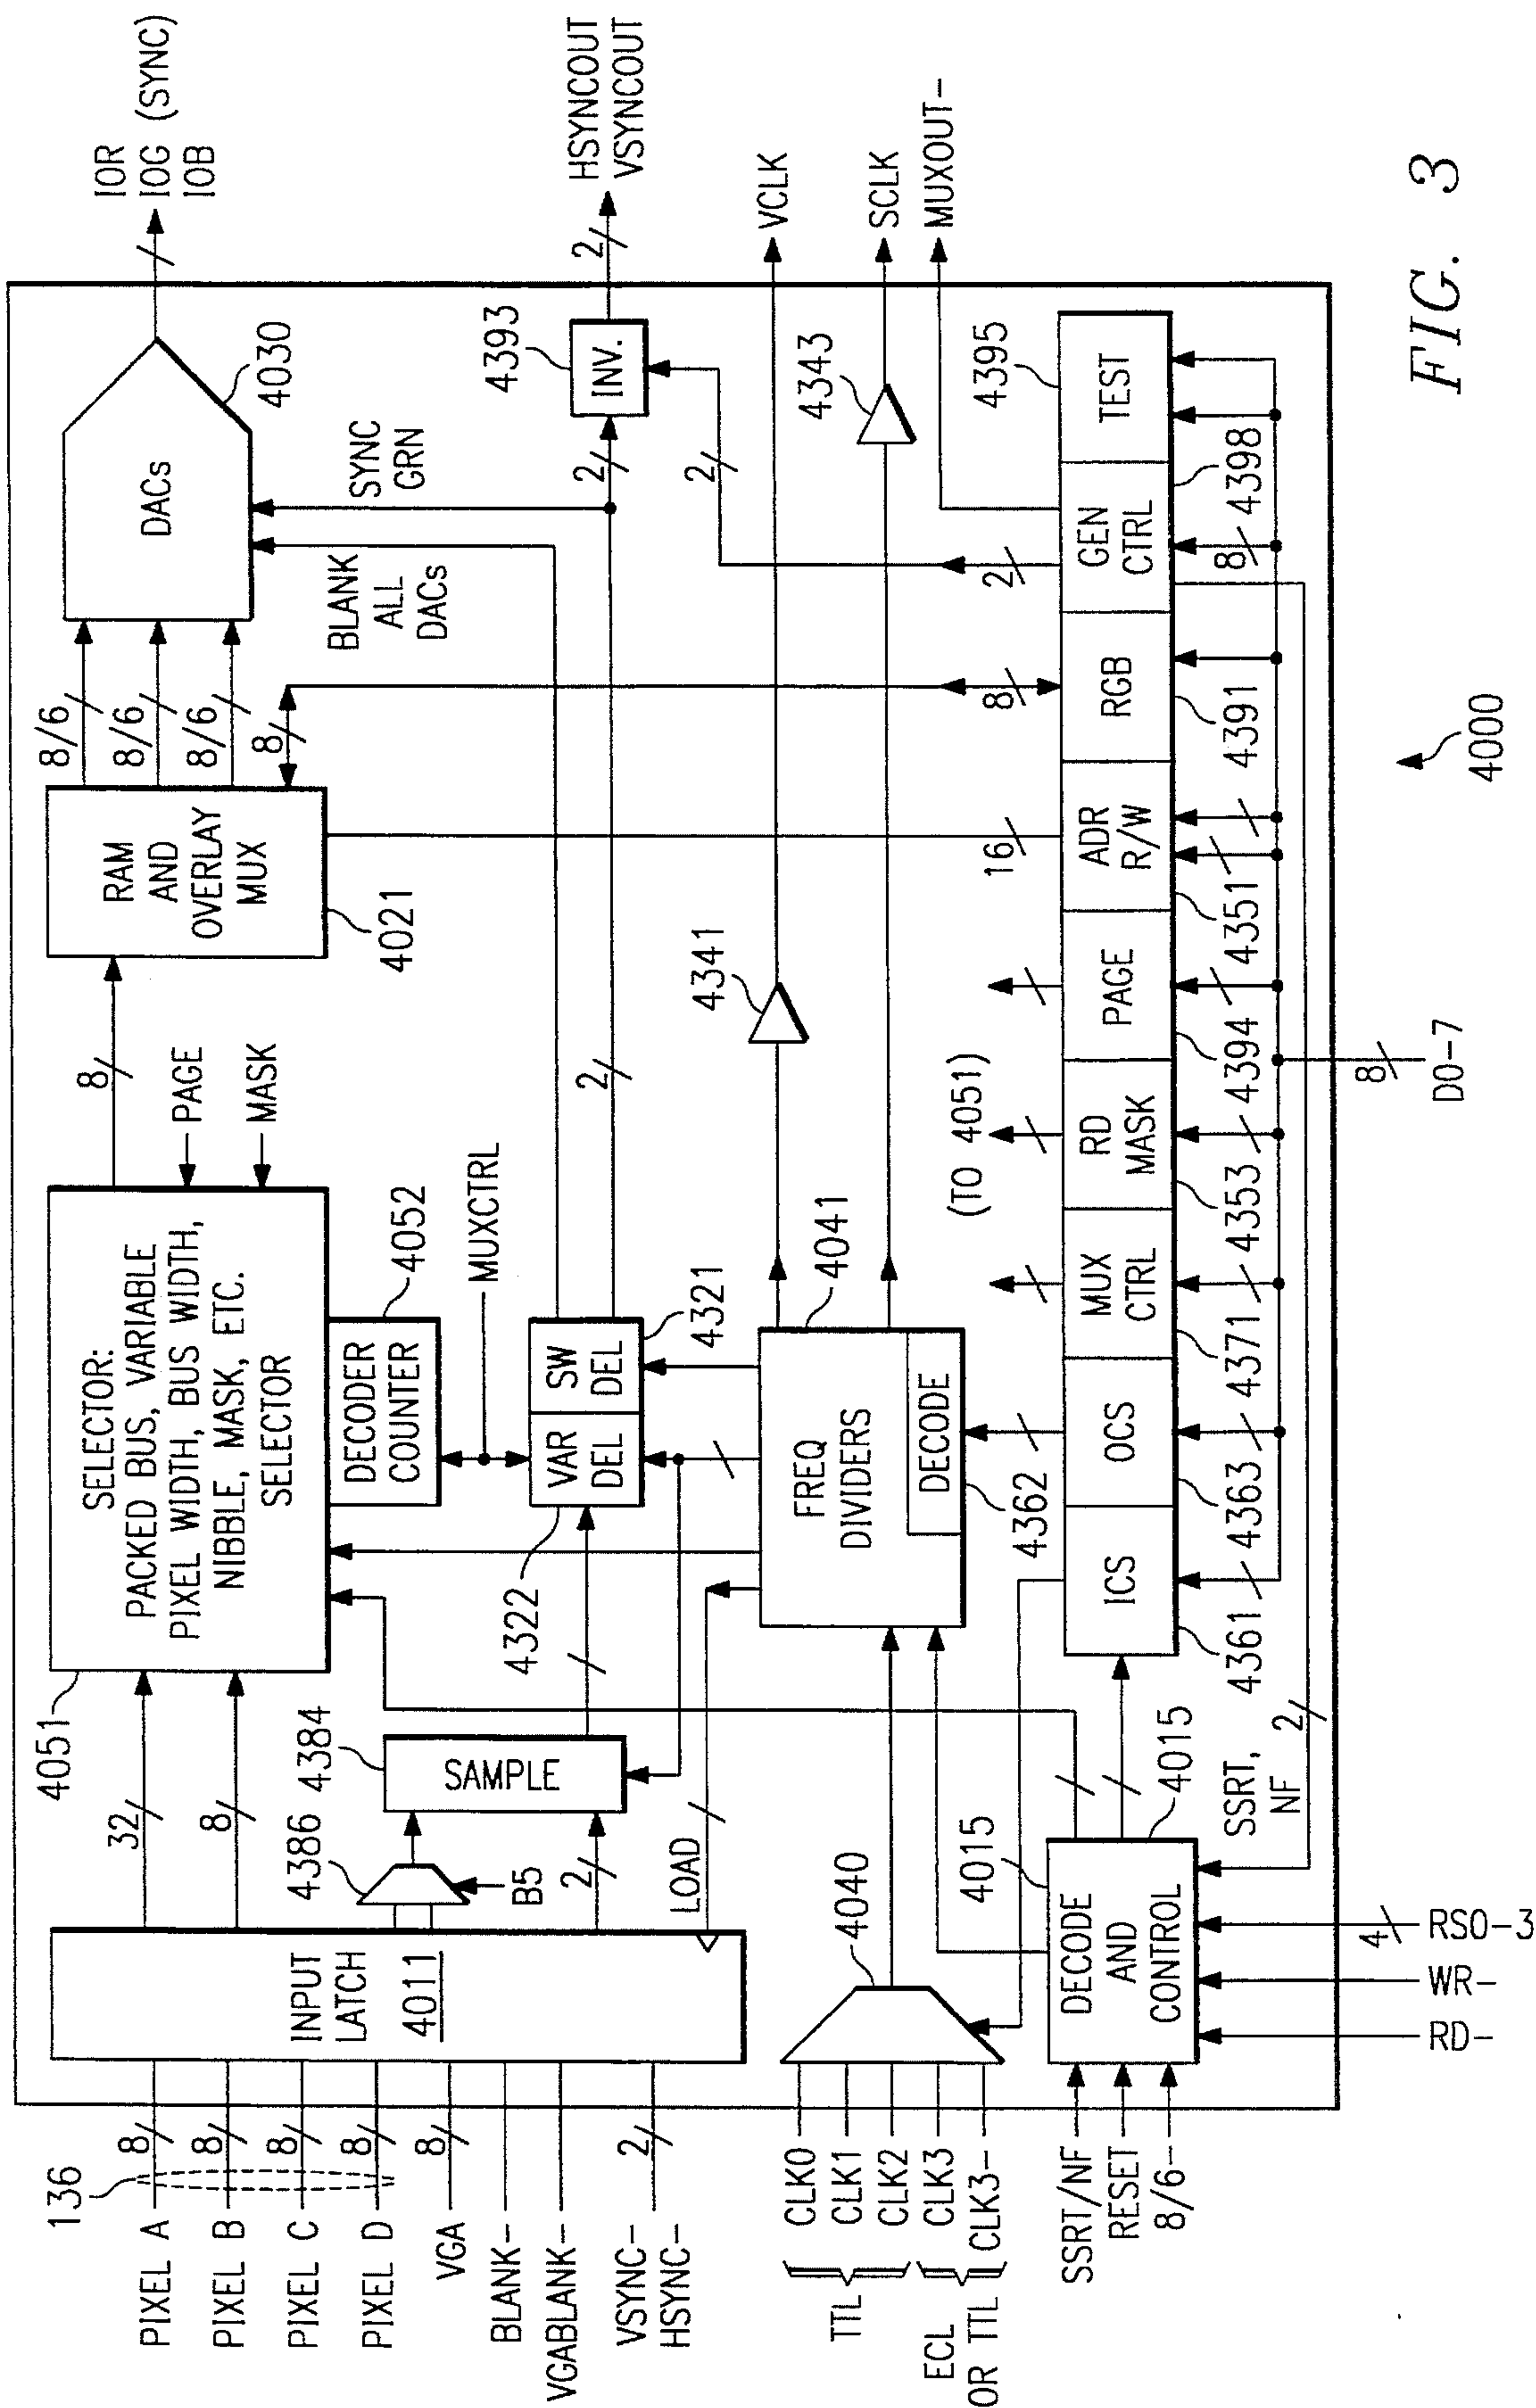 136
PIXEL A
8
PIXEL B
8
PIXEL C
8
PIXEL D
8
VGA
8
BLANK-
VGABLANK-
VSYNC-
HSYNC-
2
INPUT
LATCH
4011
32
8
4386
B5
2
LOAD
4384
SAMPLE
4051
SELECTOR:
PACKED BUS, VARIABLE
PIXEL WIDTH, BUS WIDTH,
NIBBLE, MASK, ETC.
SELECTOR
DECODER
COUNTER
4052
PAGE
MASK
8
RAM
AND
OVERLAY
MUX
4021
8/6
8/6
8/6
8
DACs
4030
IOR
IOG (SYNC)
IOB
BLANK
ALL
DACs
SYNC
GRN
MUXCTRL
4322
VAR
DEL
SW
DEL
4321
2
2
INV.
4393
2
HSYNCOUT
VSYNCOUT
2
TTL
CLK0
CLK1
CLK2
ECL
OR TTL
CLK3
CLK3-
4040
FREQ
DIVIDERS
DECODE
4041
4362
4341
VCLK
4343
SCLK
MUXOUT-
SSRT/NF
RESET
8/6-
4015
DECODE
AND
CONTROL
4015
RD-
WR-
RS0-3
4
SSRT,
NF
2
ICS
4361
OCS
4363
MUX
CTRL
4371
RD
MASK
4353
(TO 4051)
PAGE
4394
ADR
R/W
4351
16
RGB
4391
8
GEN
CTRL
4398
2
8
TEST
4395
8
D0-7
4000
FIG. 3